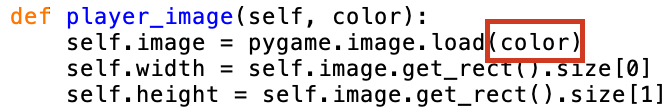 def player_image(self, color):
    self.image = pygame.image.load(color)
    self.width = self.image.get_rect().size[0]
    self.height = self.image.get_rect().size[1]